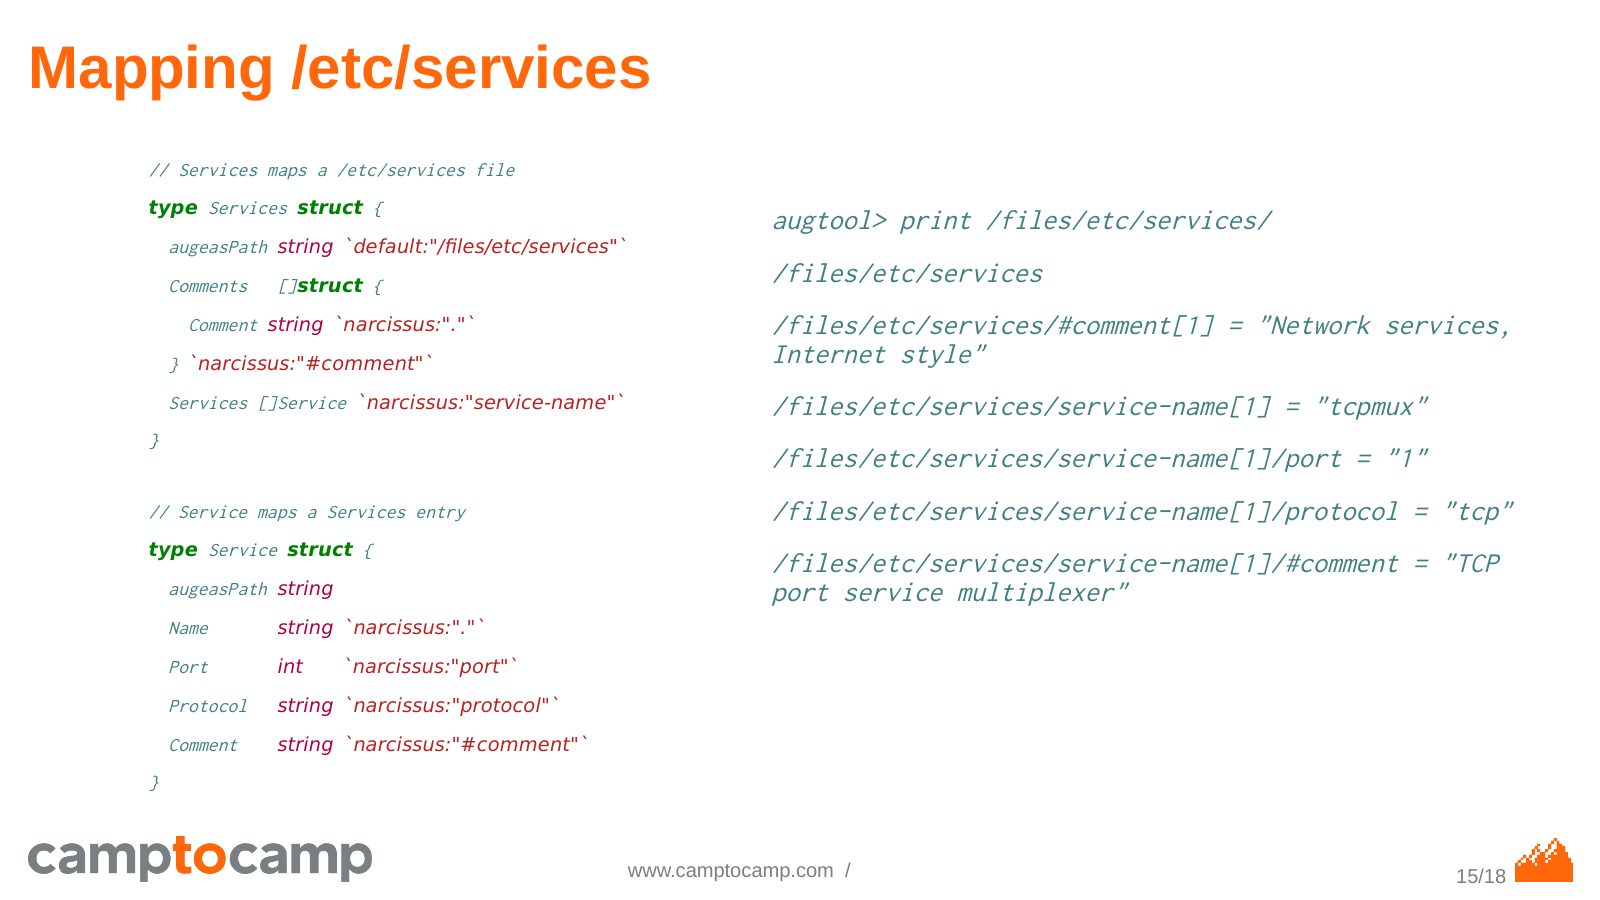 Mapping /etc/services
// Services maps a /etc/services file
type Services struct {
  augeasPath string `default:"/files/etc/services"`
  Comments   []struct {
    Comment string `narcissus:"."`
  } `narcissus:"#comment"`
  Services []Service `narcissus:"service-name"`
}
// Service maps a Services entry
type Service struct {
  augeasPath string
  Name       string `narcissus:"."`
  Port       int    `narcissus:"port"`
  Protocol   string `narcissus:"protocol"`
  Comment    string `narcissus:"#comment"`
}
augtool> print /files/etc/services/
/files/etc/services
/files/etc/services/#comment[1] = "Network services,
Internet style"
/files/etc/services/service-name[1] = "tcpmux"
/files/etc/services/service-name[1]/port = "1"
/files/etc/services/service-name[1]/protocol = "tcp"
/files/etc/services/service-name[1]/#comment = "TCP
port service multiplexer"
camptocamp
www.camptocamp.com /
15/18